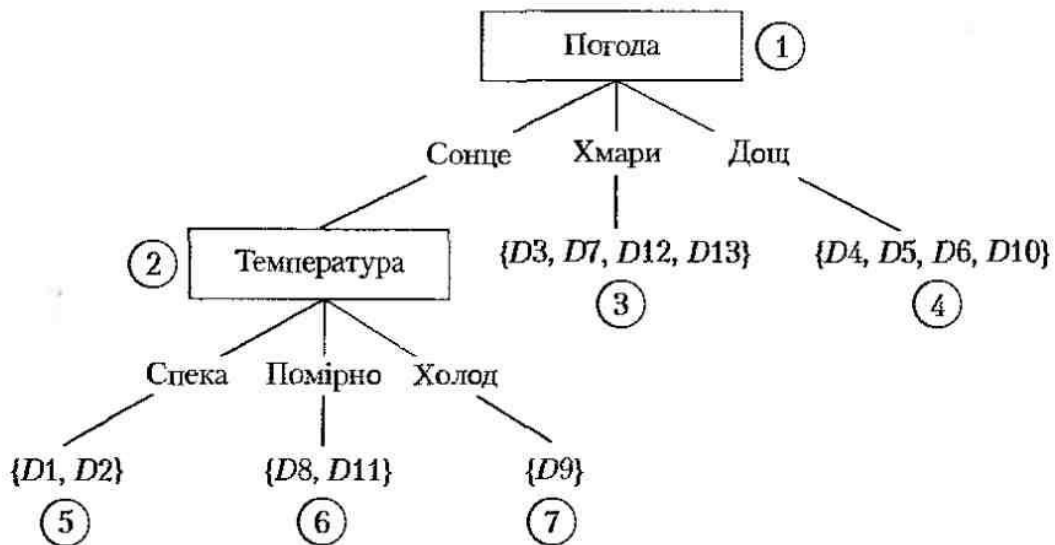 Погода 1
Сонце Хмари Дощ
2 Температура {D3, D7, D12, D13} {D4, D5, D6, D10}
3 4
Спека Помірно Холод
{D1, D2} {D8, D11} {D9}
5 6 7